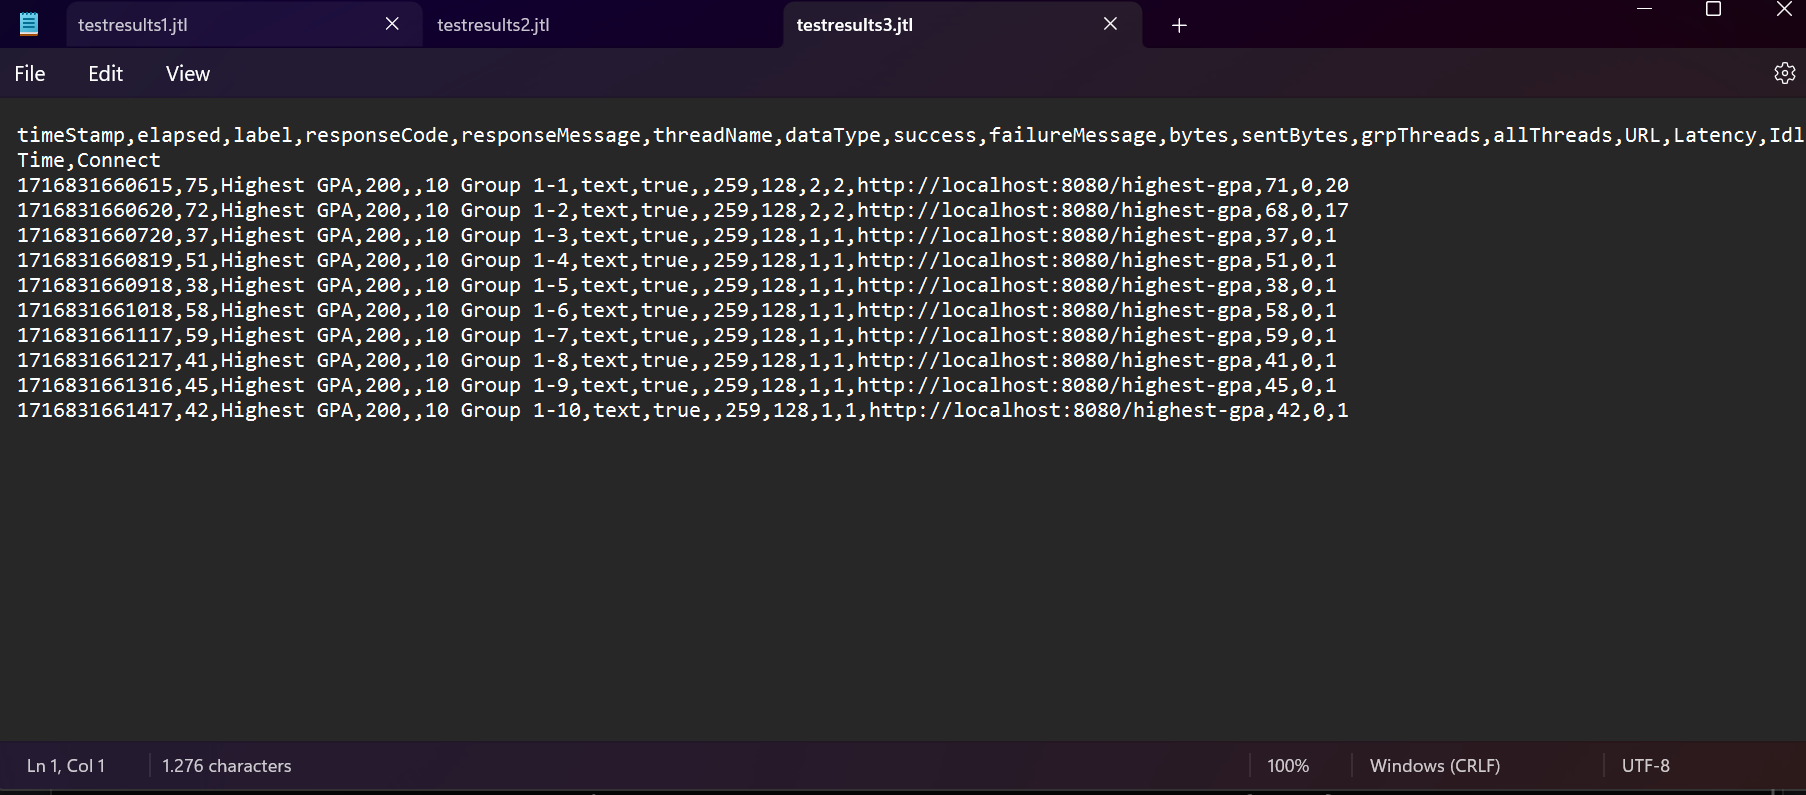 testresults1.jtl
testresults2.jtl
testresults3.jtl
File Edit View
timeStamp,elapsed,label,responseCode,responseMessage,threadName,dataType,success,failureMessage,bytes,sentBytes,grpThreads,allThreads,URL,Latency,Idl
Time,Connect
1716831660615,75,Highest GPA,200,,10 Group 1-1,text,true,,259,128,2,2,http://localhost:8080/highest-gpa,71,0,20
1716831660620,72,Highest GPA,200,,10 Group 1-2,text,true,,259,128,2,2,http://localhost:8080/highest-gpa,68,0,17
1716831660720,37,Highest GPA,200,,10 Group 1-3,text,true,,259,128,1,1,http://localhost:8080/highest-gpa,37,0,1
1716831660819,51,Highest GPA,200,,10 Group 1-4,text,true,,259,128,1,1,http://localhost:8080/highest-gpa,51,0,1
1716831660918,38,Highest GPA,200,,10 Group 1-5,text,true,,259,128,1,1,http://localhost:8080/highest-gpa,38,0,1
1716831661018,58,Highest GPA,200,,10 Group 1-6,text,true,,259,128,1,1,http://localhost:8080/highest-gpa,58,0,1
1716831661117,59,Highest GPA,200,,10 Group 1-7,text,true,,259,128,1,1,http://localhost:8080/highest-gpa,59,0,1
1716831661217,41,Highest GPA,200,,10 Group 1-8,text,true,,259,128,1,1,http://localhost:8080/highest-gpa,41,0,1
1716831661316,45,Highest GPA,200,,10 Group 1-9,text,true,,259,128,1,1,http://localhost:8080/highest-gpa,45,0,1
1716831661417,42,Highest GPA,200,,10 Group 1-10,text,true,,259,128,1,1,http://localhost:8080/highest-gpa,42,0,1
Ln 1, Col 1
1.276 characters
100%
Windows (CRLF)
UTF-8